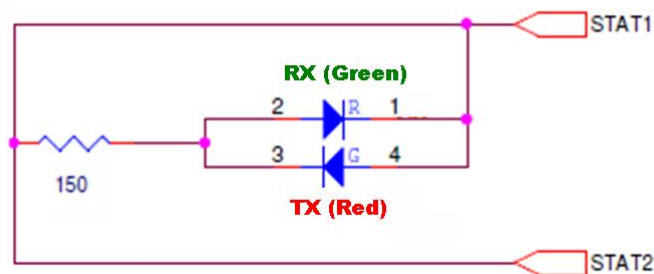 STAT1
RX (Green)
2 R 1
3 G 4
150
TX (Red)
STAT2